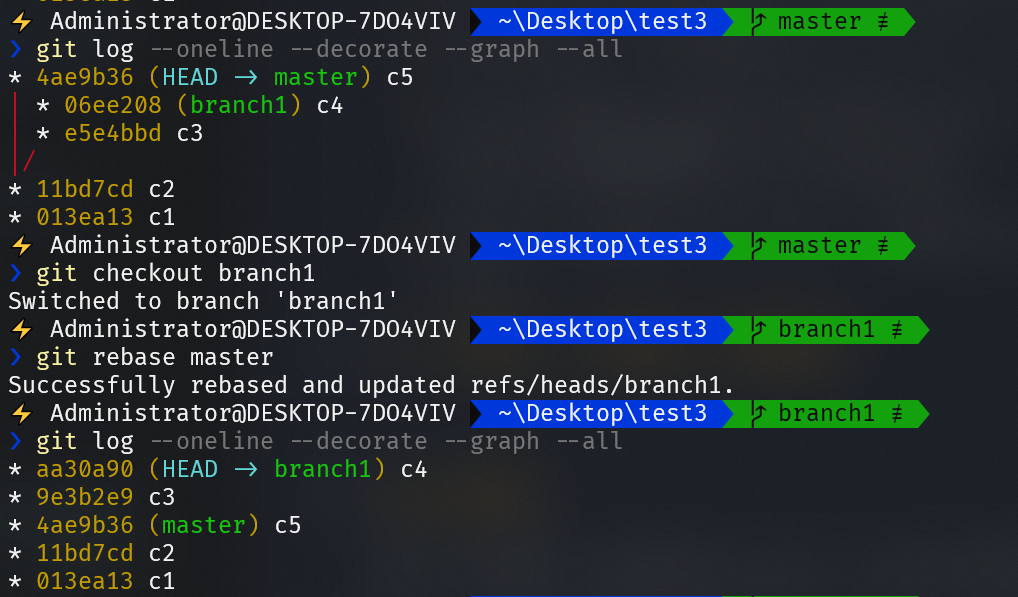 ⚡ Administrator@DESKTOP-7DO4VIV ~\Desktop\test3 master ≢
❯ git log --oneline --decorate --graph --all
* 4ae9b36 (HEAD -> master) c5
| * 06ee208 (branch1) c4
| * e5e4bbd c3
|/
* 11bd7cd c2
* 013ea13 c1
⚡ Administrator@DESKTOP-7DO4VIV ~\Desktop\test3 master ≢
❯ git checkout branch1
Switched to branch 'branch1'
⚡ Administrator@DESKTOP-7DO4VIV ~\Desktop\test3 branch1 ≢
❯ git rebase master
Successfully rebased and updated refs/heads/branch1.
⚡ Administrator@DESKTOP-7DO4VIV ~\Desktop\test3 branch1 ≢
❯ git log --oneline --decorate --graph --all
* aa30a90 (HEAD -> branch1) c4
* 9e3b2e9 c3
* 4ae9b36 (master) c5
* 11bd7cd c2
* 013ea13 c1